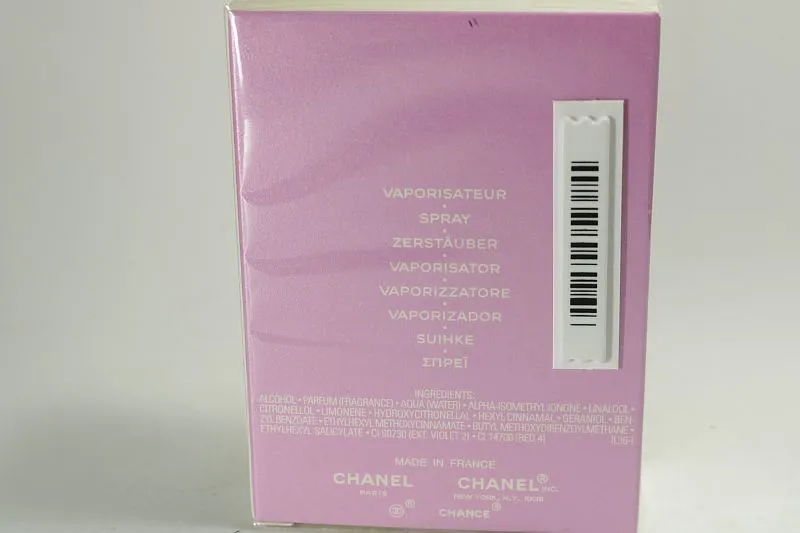 VAPORISATEUR
SPRAY
ZERSTÄUBER
VAPORISATOR
VAPORIZZATORE
VAPORIZADOR
SUIHKE
ΣΠΡΕΪ
INGREDIENTS:
ALCOHOL • PARFUM (FRAGRANCE) • AQUA (WATER) • ALPHA-ISOMETHYL IONONE • LINALOOL •
CITRONELLOL • LIMONENE • HYDROXYCITRONELLAL • HEXYL CINNAMAL • GERANIOL • BEN-
ZYL BENZOATE • ETHYLHEXYL METHOXYCINNAMATE • BUTYL METHOXYDIBENZOYLMETHANE •
ETHYLHEXYL SALICYLATE • CI 60730 (EXT. VIOLET 2) • CI 14700 (RED 4)
MADE IN FRANCE
CHANEL CHANEL® INC.
PARIS NEW YORK, N.Y. 10019
® CHANCE®